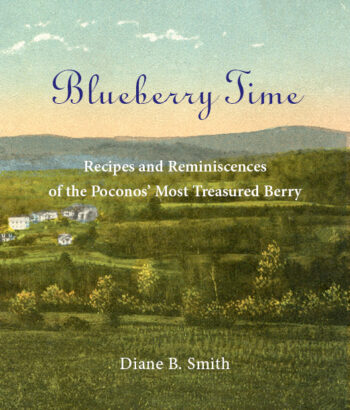 Blueberry Time
Recipes and Reminiscences
of the Poconos' Most Treasured Berry
Diane B. Smith